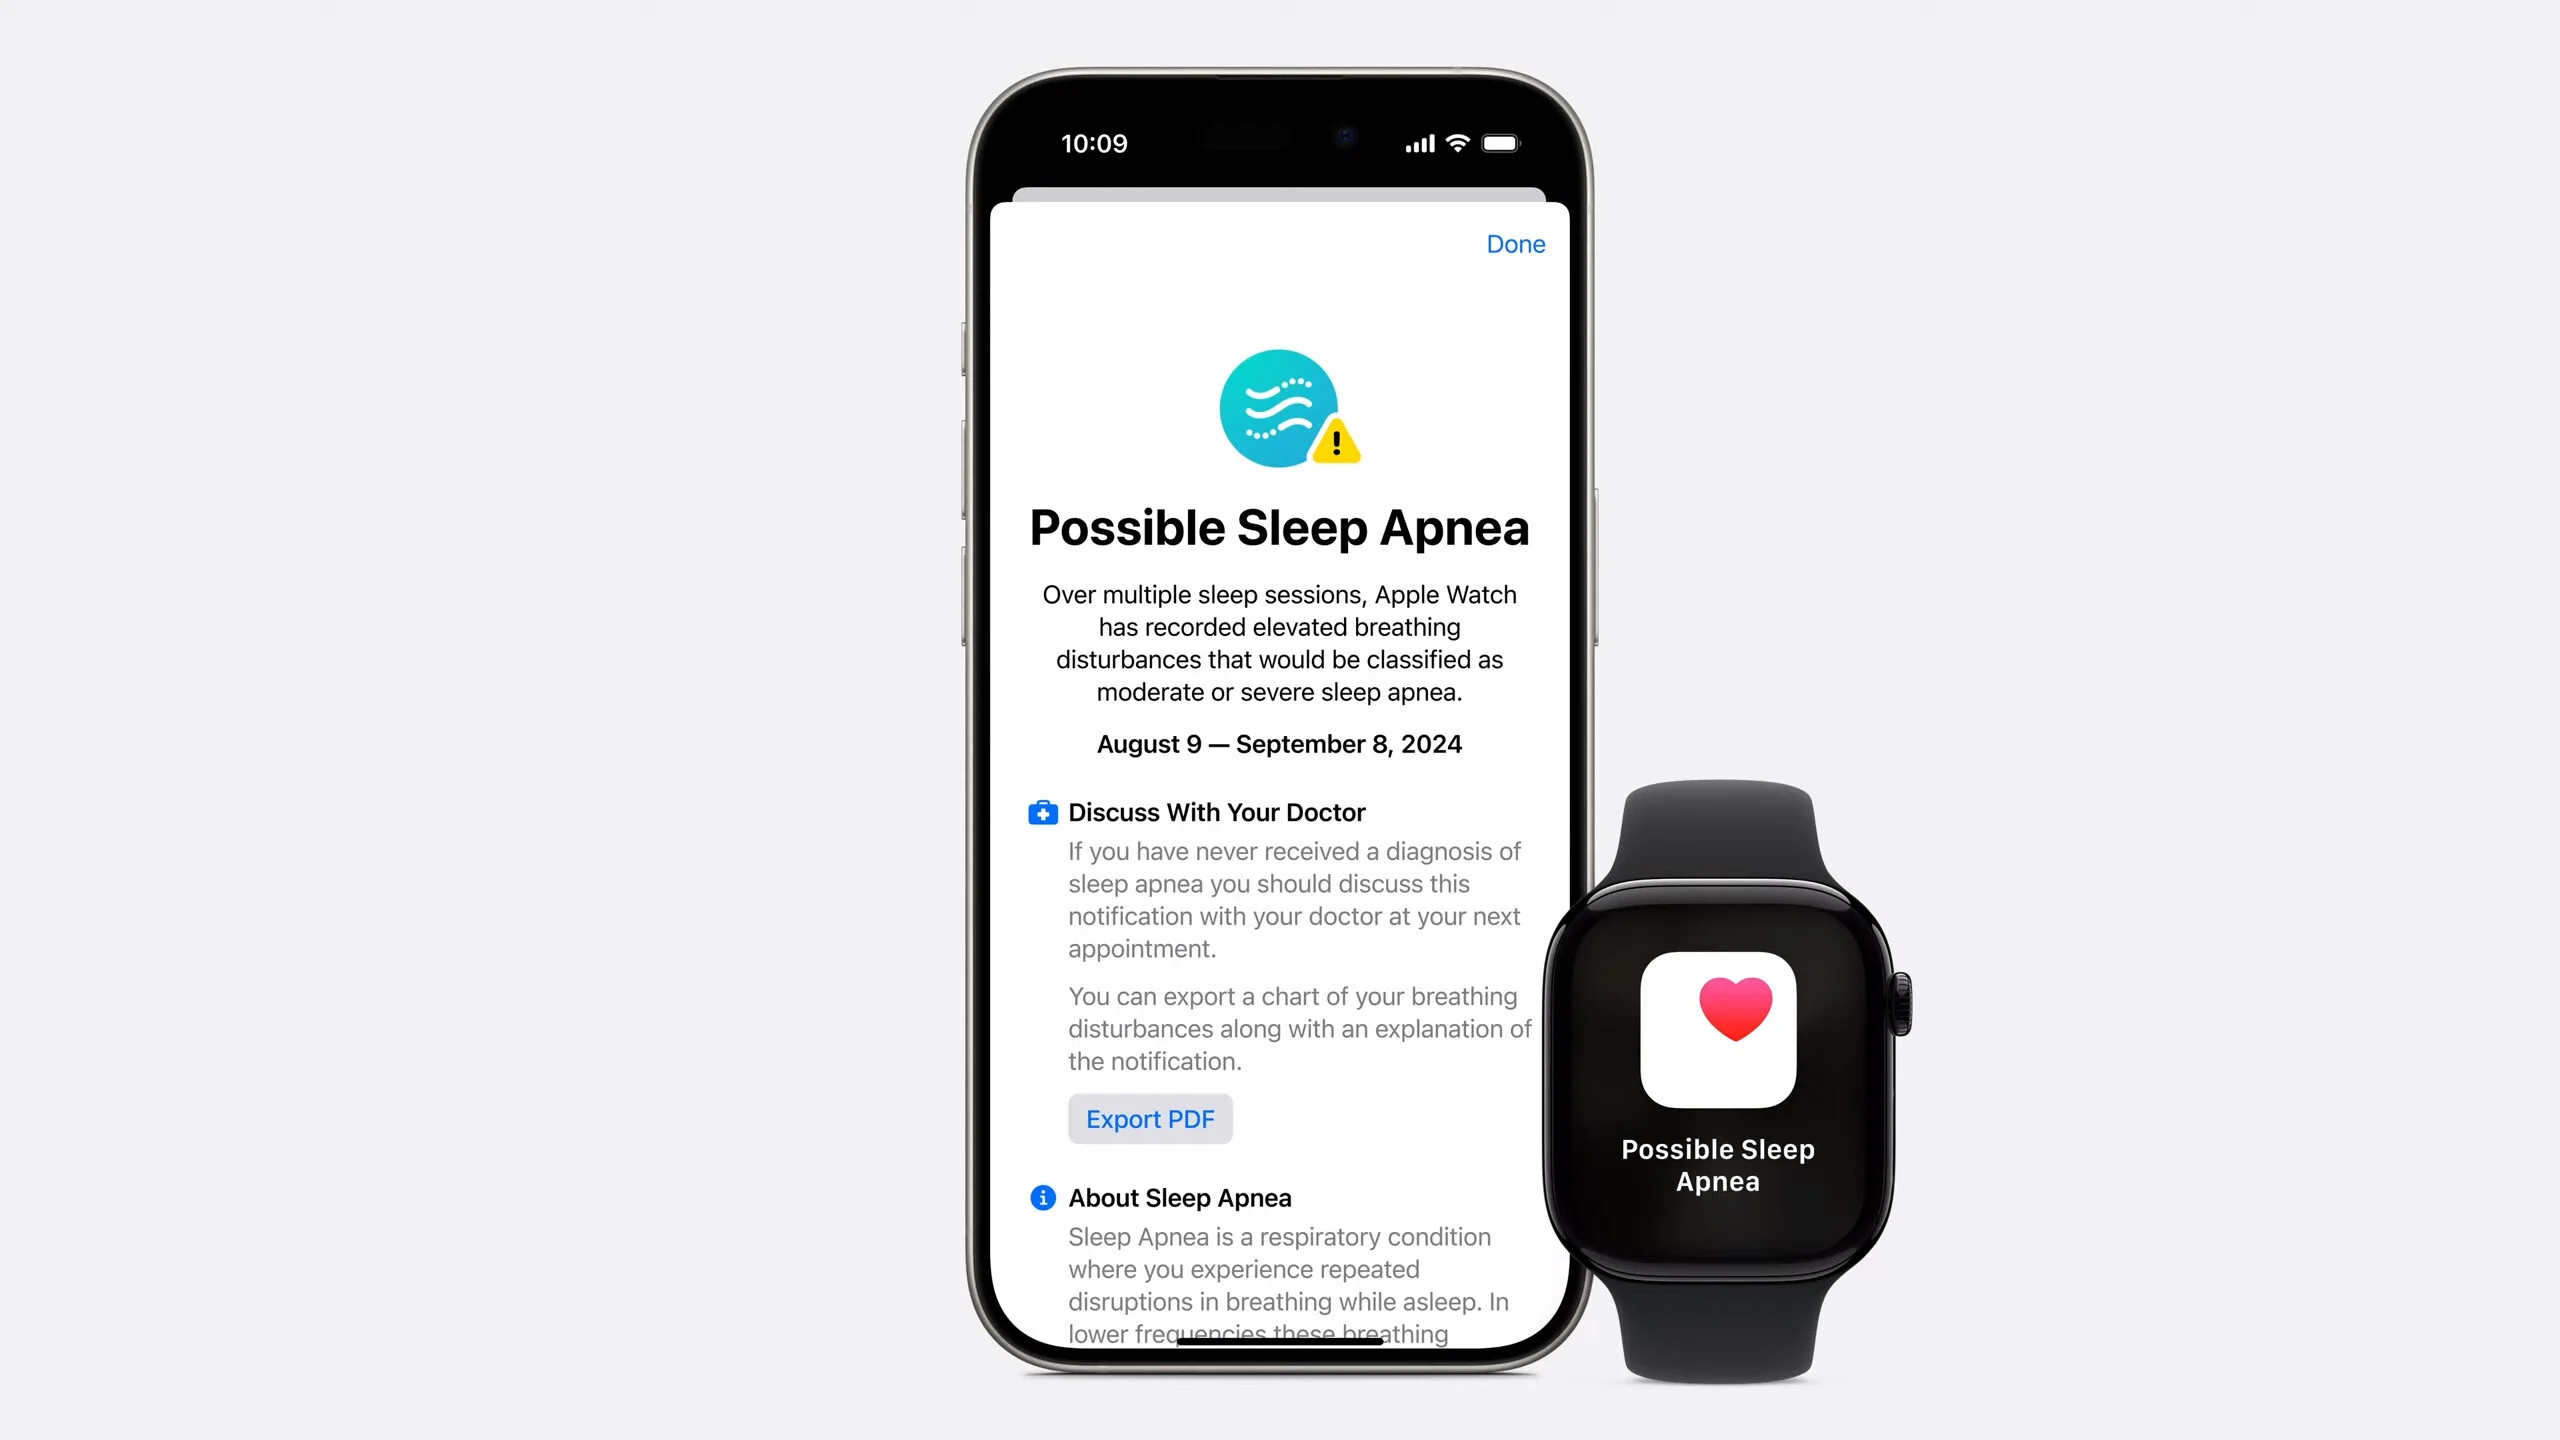 10:09
Done
Possible Sleep Apnea
Over multiple sleep sessions, Apple Watch
has recorded elevated breathing
disturbances that would be classified as
moderate or severe sleep apnea.
August 9 — September 8, 2024
Discuss With Your Doctor
If you have never received a diagnosis of
sleep apnea you should discuss this
notification with your doctor at your next
appointment.
You can export a chart of your breathing
disturbances along with an explanation of
the notification.
Export PDF
About Sleep Apnea
Sleep Apnea is a respiratory condition
where you experience repeated
disruptions in breathing while asleep. In
lower frequencies these breathing
Possible Sleep
Apnea